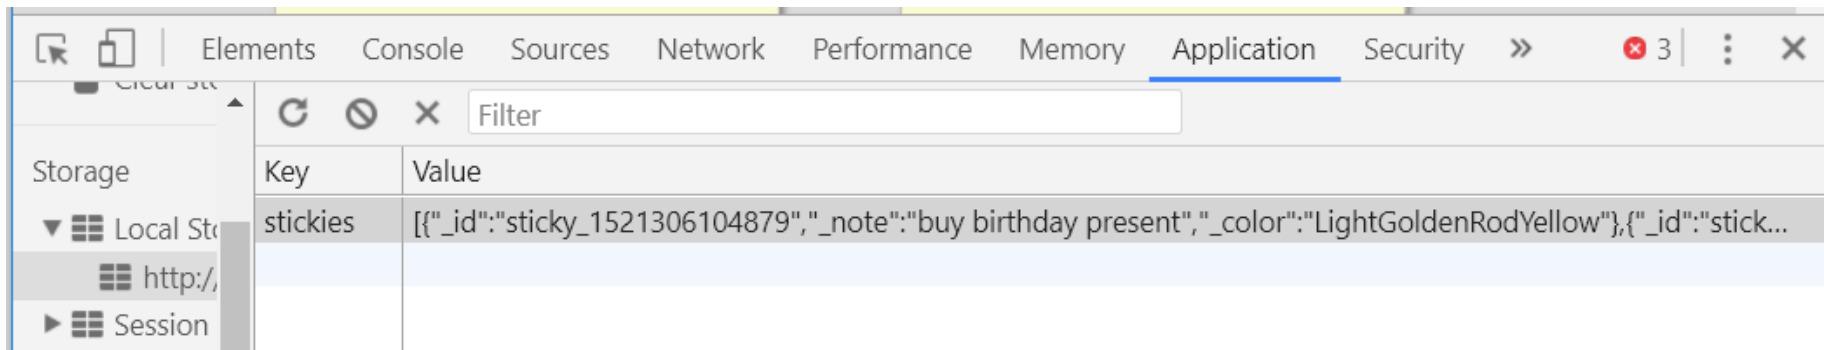 Elements Console Sources Network Performance Memory Application Security » 3
Filter
Storage Key Value
Local Sto stickies [{"_id":"sticky_1521306104879","_note":"buy birthday present","_color":"LightGoldenRodYellow"},{"_id":"stick...
http://
Session